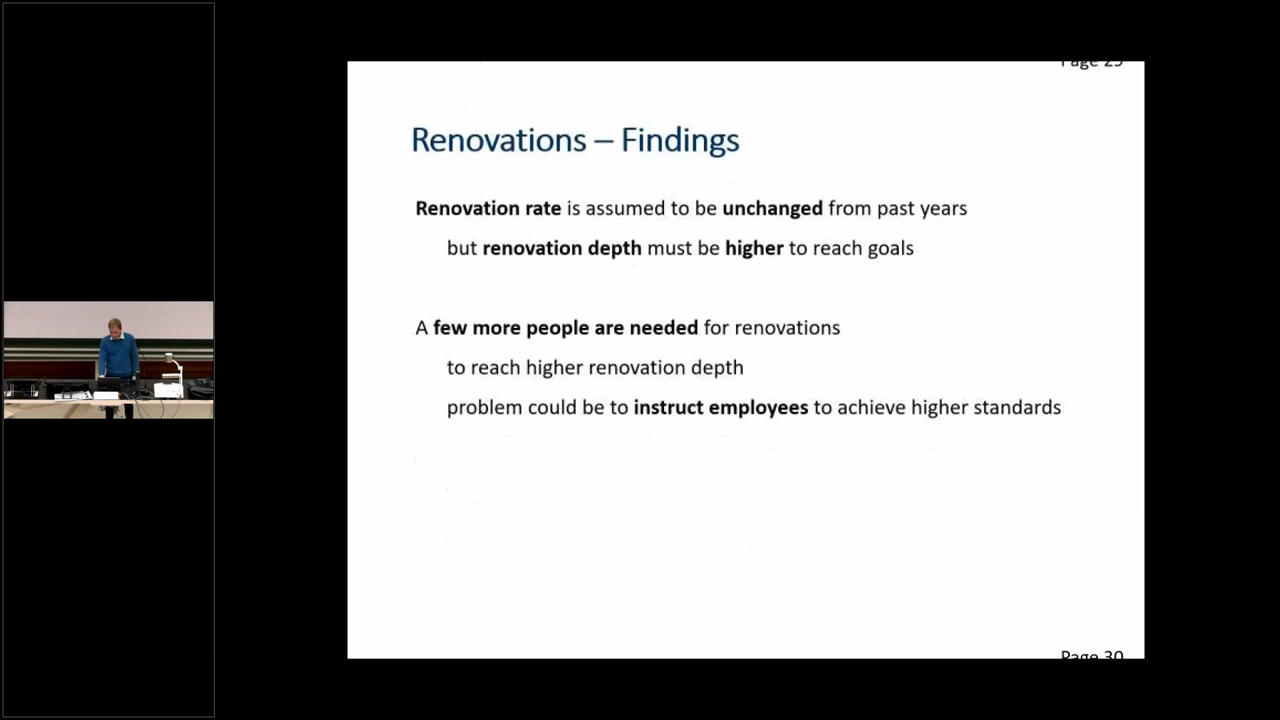 Page 29
Renovations – Findings
Renovation rate is assumed to be unchanged from past years
but renovation depth must be higher to reach goals
A few more people are needed for renovations
to reach higher renovation depth
problem could be to instruct employees to achieve higher standards
Page 30